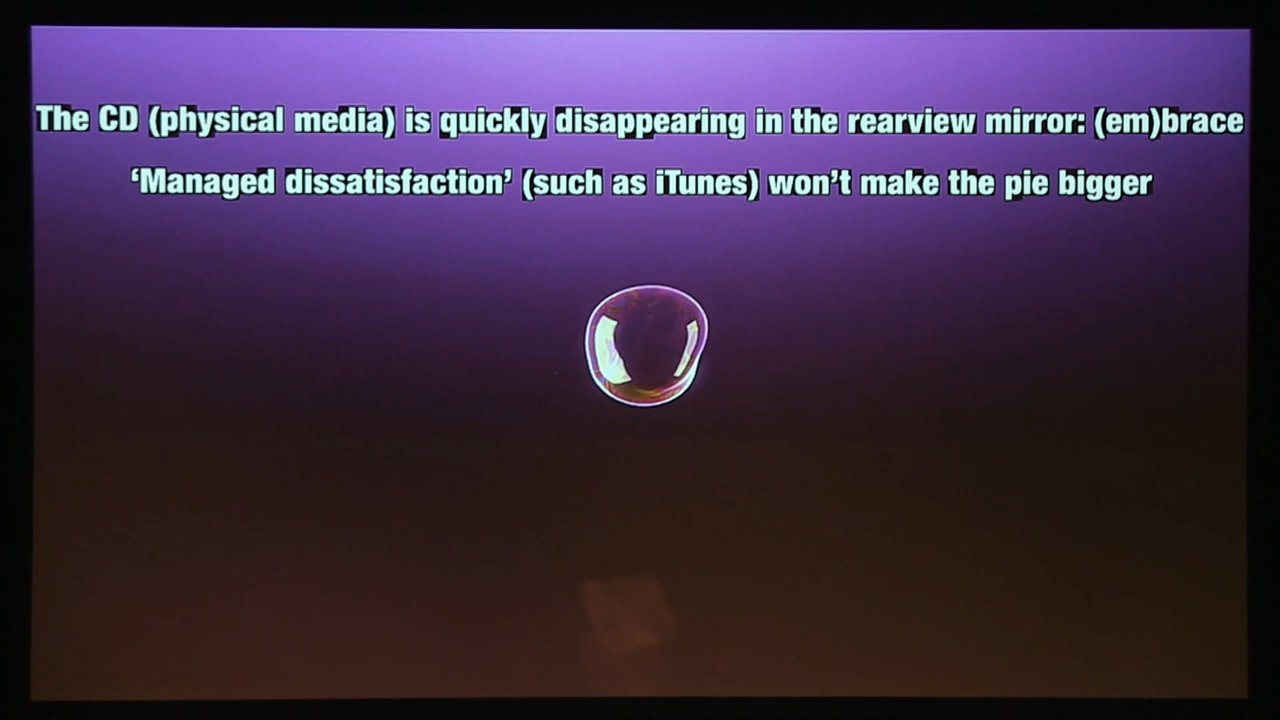 The CD (physical media) is quickly disappearing in the rearview mirror: (em)brace
‘Managed dissatisfaction’ (such as iTunes) won’t make the pie bigger